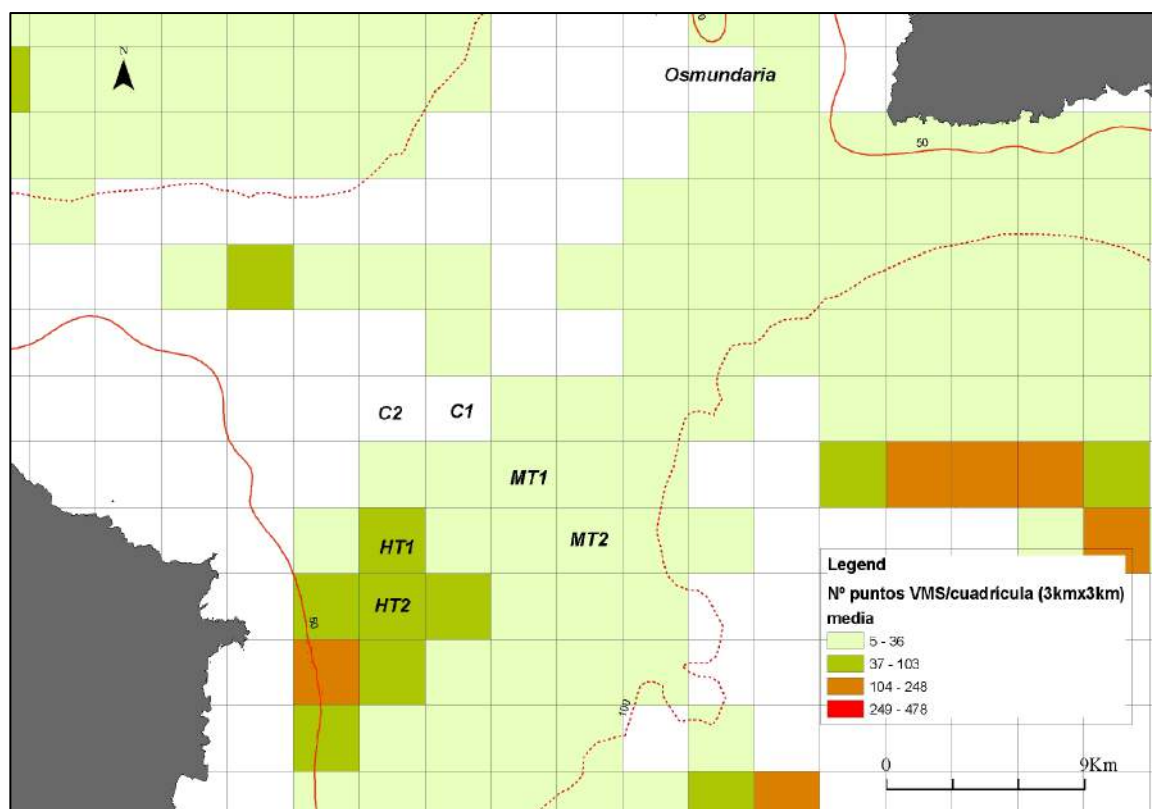 N
0
Osmundaria
50
C2
C1
MT1
HT1
MT2
HT2
50
100
Legend
Nº puntos VMS/cuadrícula (3kmx3km)
media
5 - 36
37 - 103
104 - 248
249 - 478
0
9Km